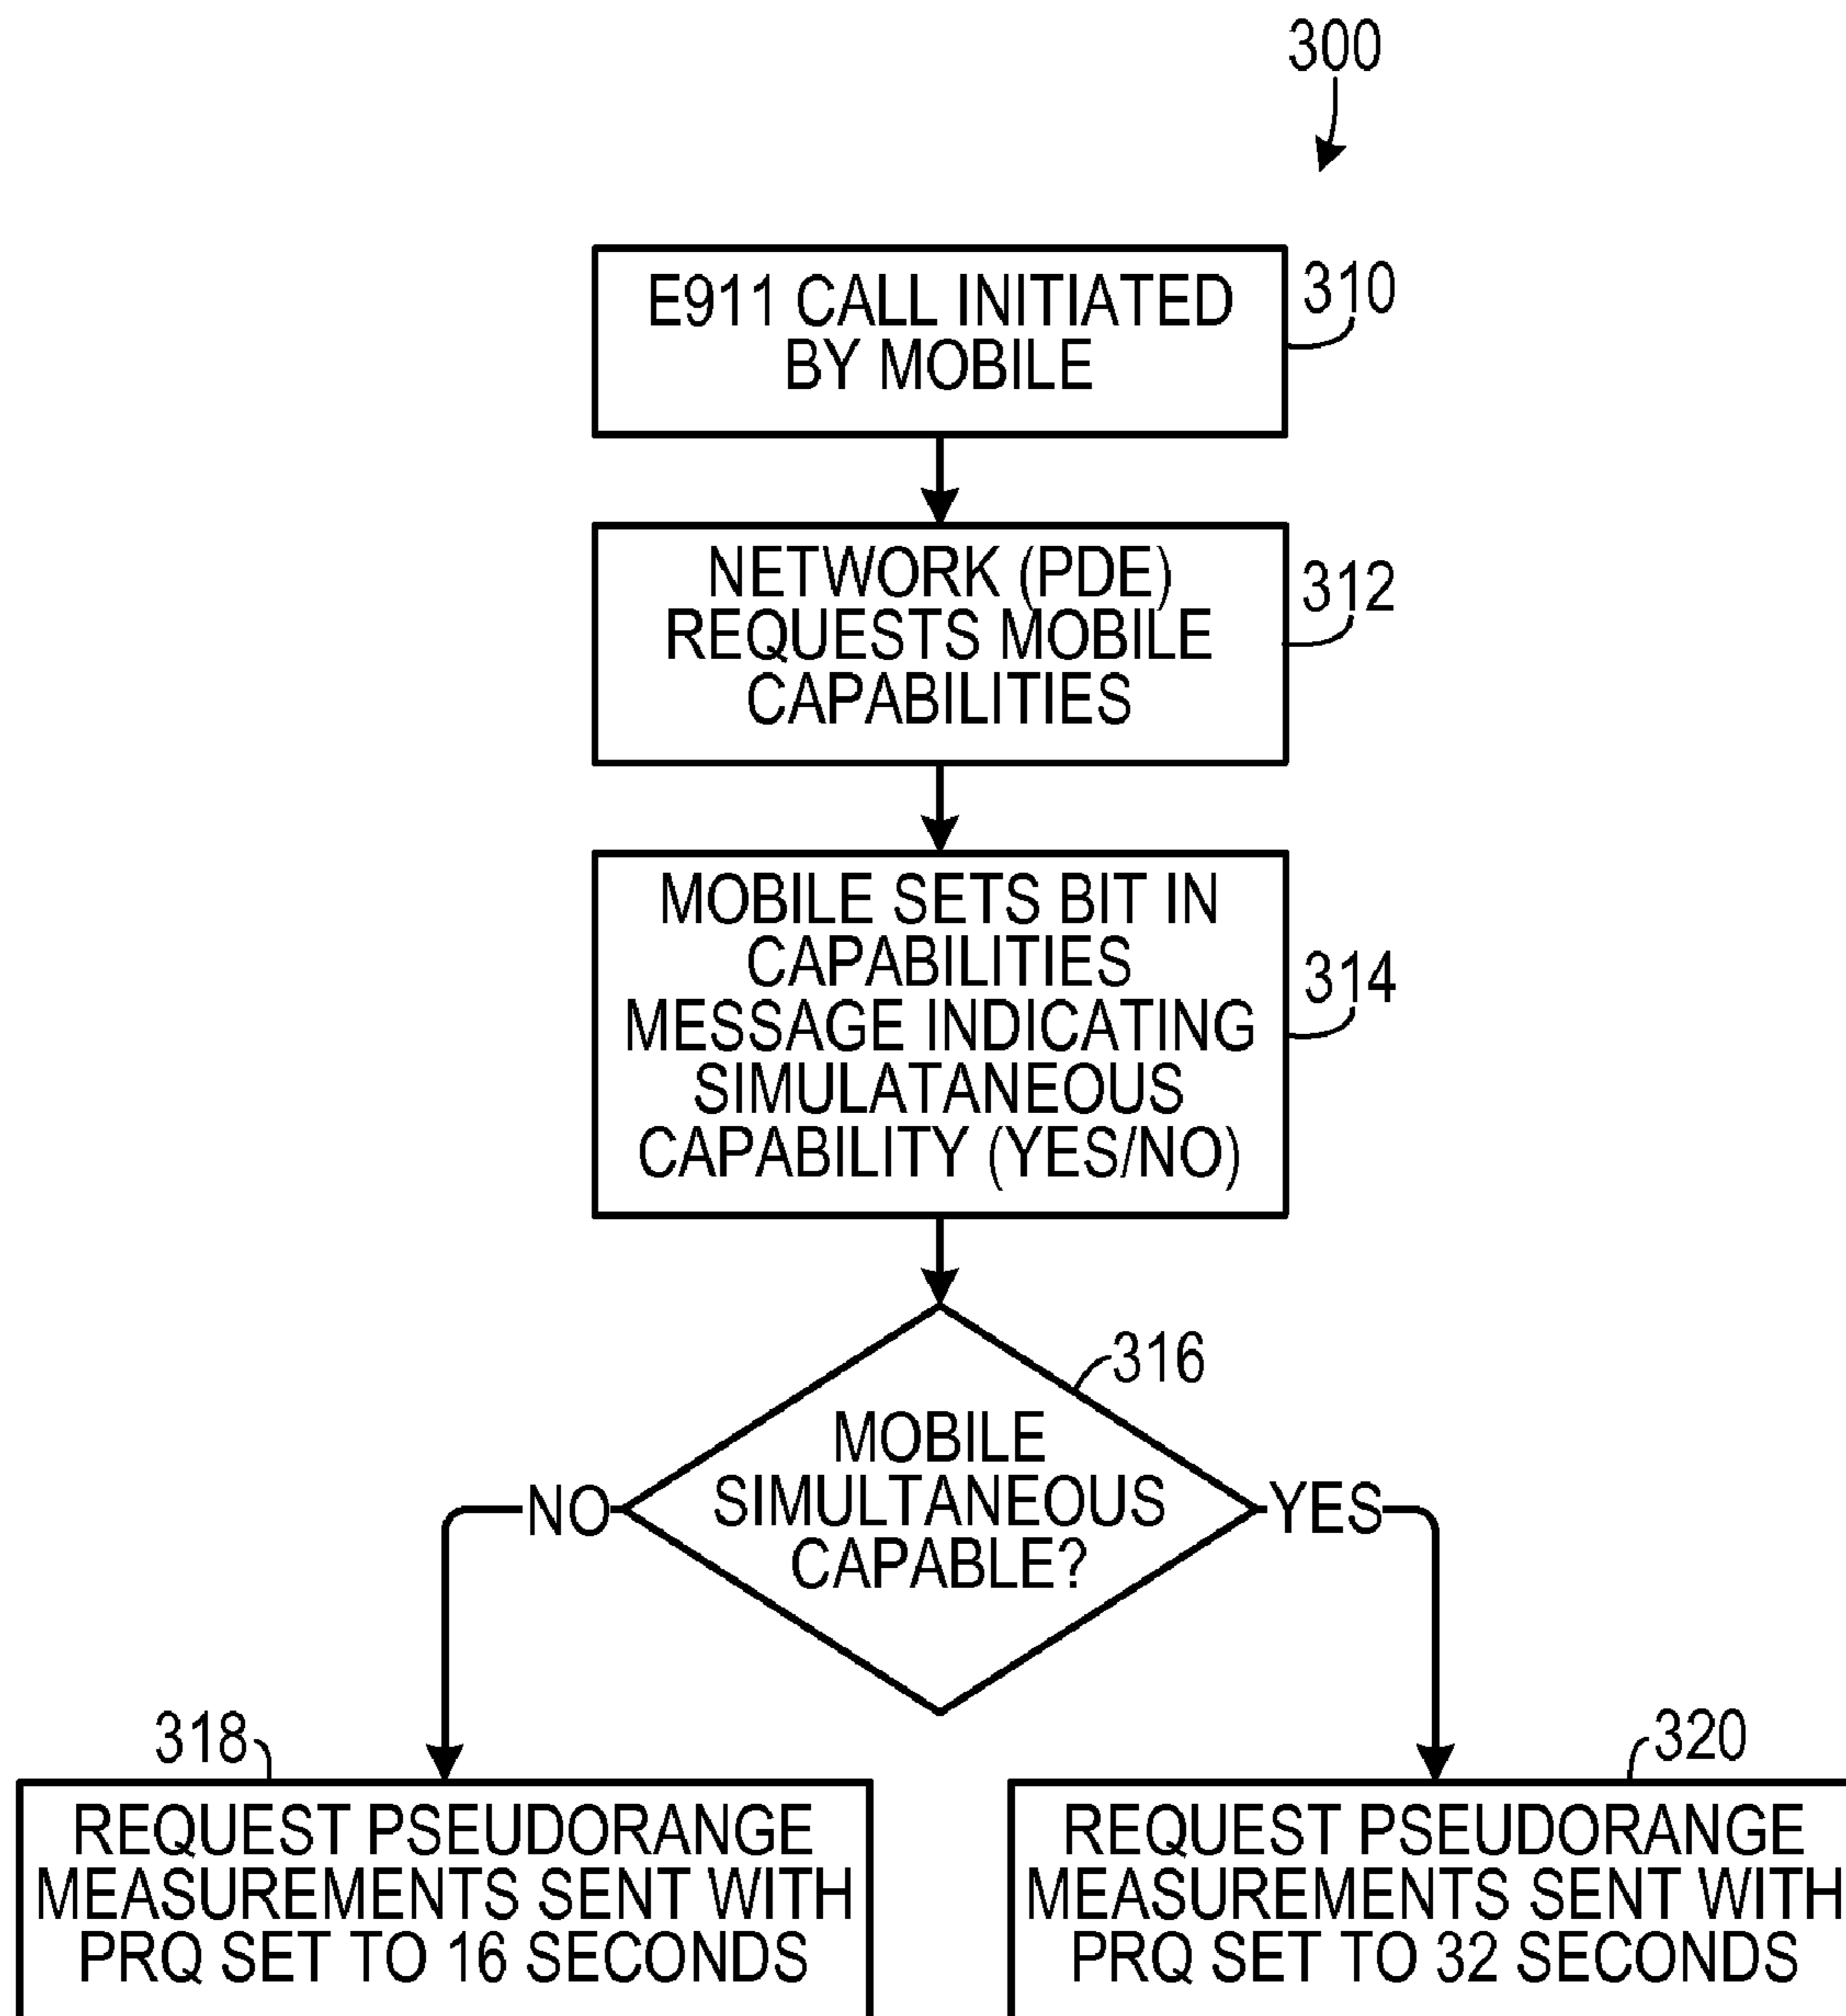 300
E911 CALL INITIATED
BY MOBILE
310
NETWORK (PDE)
REQUESTS MOBILE
CAPABILITIES
312
MOBILE SETS BIT IN
CAPABILITIES
MESSAGE INDICATING
SIMULATANEOUS
CAPABILITY (YES/NO)
314
316
MOBILE
SIMULTANEOUS
CAPABLE?
NO
YES
318
REQUEST PSEUDORANGE
MEASUREMENTS SENT WITH
PRQ SET TO 16 SECONDS
320
REQUEST PSEUDORANGE
MEASUREMENTS SENT WITH
PRQ SET TO 32 SECONDS